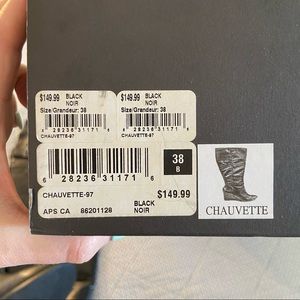 $149.99 BLACK
NOIR
Size/Grandeur: 38
6 28236 31171 6
CHAUVETTE-97
$149.99 BLACK
NOIR
Size/Grandeur: 38
6 28236 31171 6
CHAUVETTE-97
38
B
6 28236 31171 6
CHAUVETTE-97
$149.99
BLACK
APS CA 86201128 NOIR
CHAUVETTE